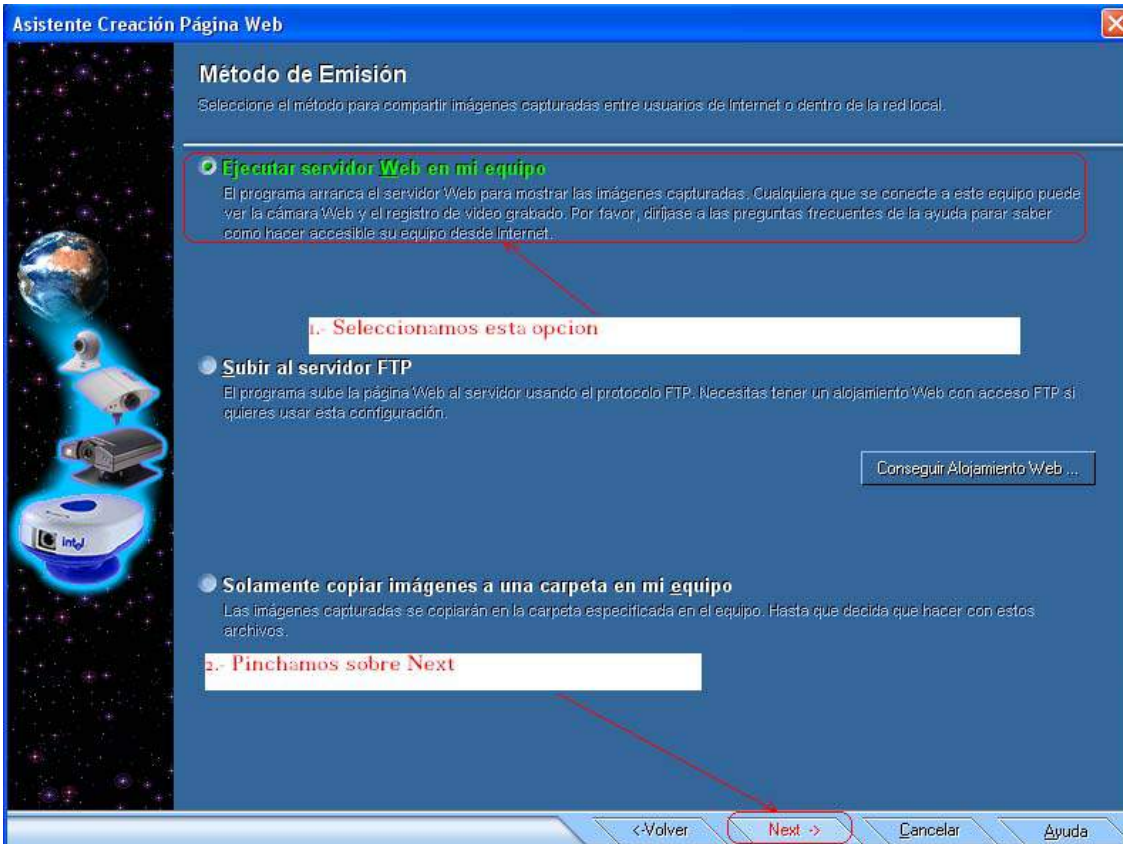 Asistente Creación Página Web
Método de Emisión
Seleccione el método para compartir imágenes capturadas entre usuarios de Internet o dentro de la red local.
Ejecutar servidor Web en mi equipo
El programa arranca el servidor Web para mostrar las imágenes capturadas. Cualquiera que se conecte a este equipo puede
ver la cámara Web y el registro de video grabado. Por favor, diríjase a las preguntas frecuentes de la ayuda parar saber
como hacer accesible su equipo desde Internet.
1.- Seleccionamos esta opcion
Subir al servidor FTP
El programa sube la página Web al servidor usando el protocolo FTP. Necesitas tener un alojamiento Web con acceso FTP si
quieres usar esta configuración.
Conseguir Alojamiento Web ...
intel
Solamente copiar imágenes a una carpeta en mi equipo
Las imágenes capturadas se copiarán en la carpeta especificada en el equipo. Hasta que decida que hacer con estos
archivos.
2.- Pinchamos sobre Next
<-Volver
Next ->
Cancelar
Ayuda